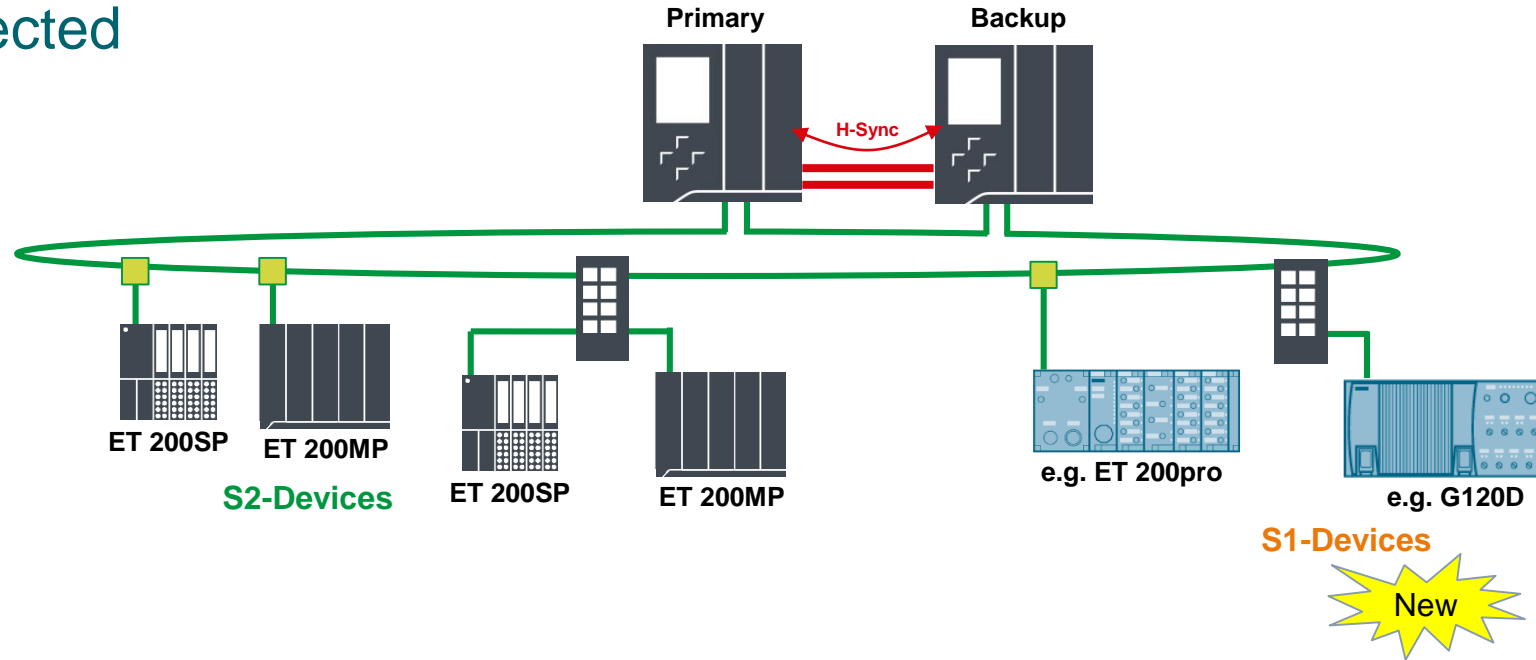 Primary
Backup
H-Sync
ET 200SP
ET 200MP
ET 200SP
ET 200MP
e.g. ET 200pro
e.g. G120D
S2-Devices
S1-Devices
New